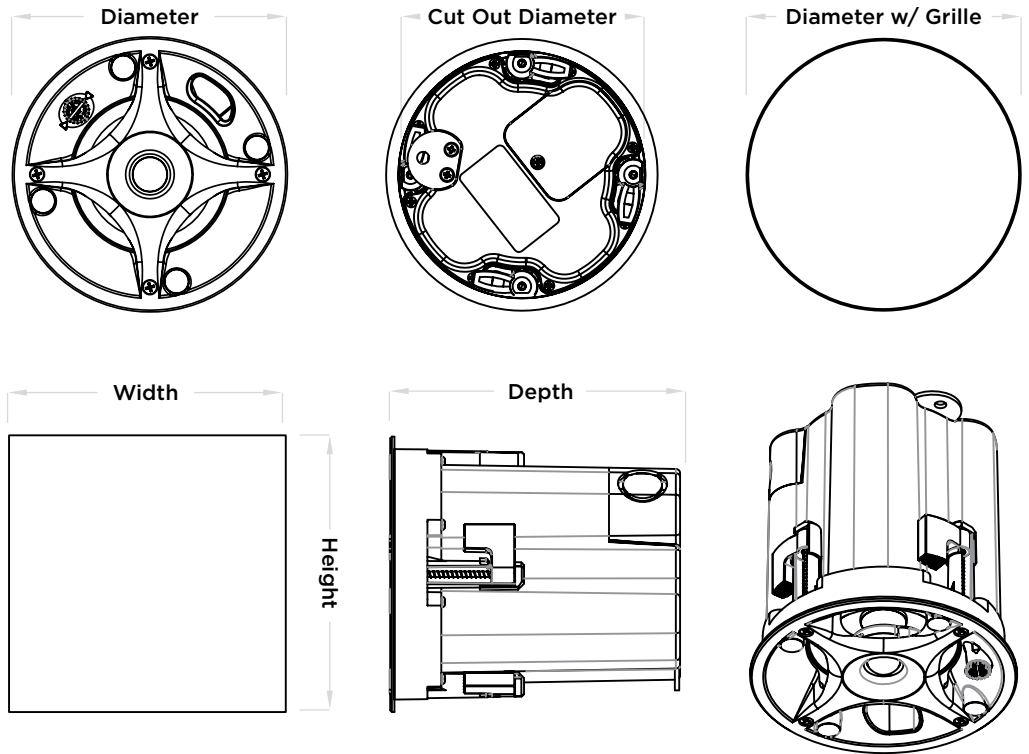 Diameter
Cut Out Diameter
Diameter w/ Grille
Width
Height
Depth